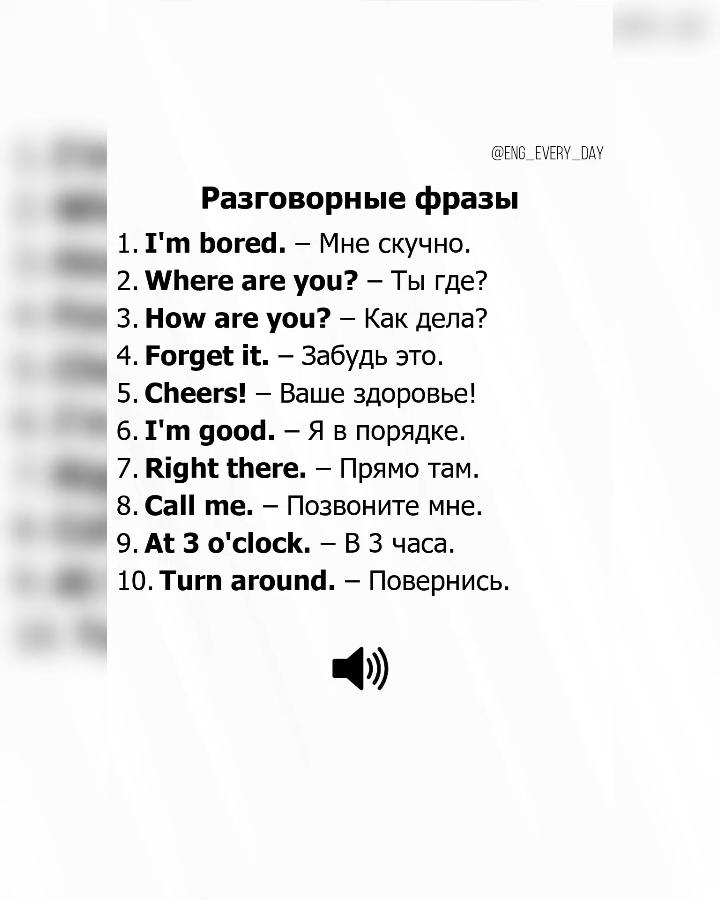 @ENG_EVERY_DAY
Разговорные фразы
1. I'm bored. – Мне скучно.
2. Where are you? – Ты где?
3. How are you? – Как дела?
4. Forget it. – Забудь это.
5. Cheers! – Ваше здоровье!
6. I'm good. – Я в порядке.
7. Right there. – Прямо там.
8. Call me. – Позвоните мне.
9. At 3 o'clock. – В 3 часа.
10. Turn around. – Повернись.